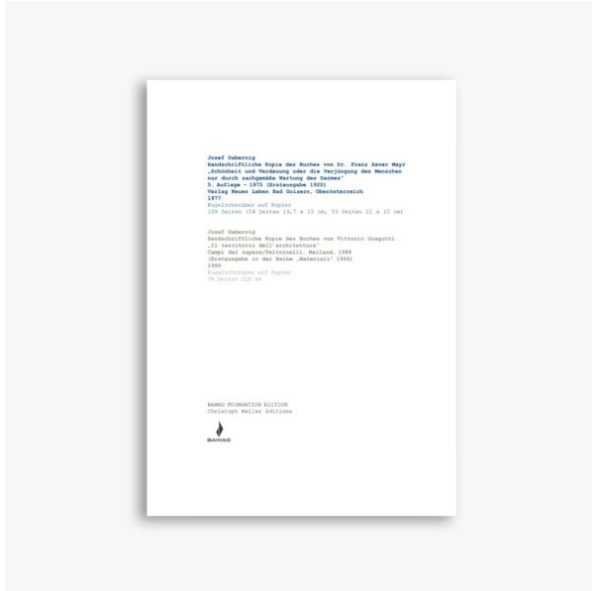 Josef Dabernig
Handschriftliche Kopie des Buches von Dr. Franz Xaver Mayr
„Schönheit und Verdauung oder die Verjüngung des Menschen
nur durch sachgemäße Wartung des Darmes"
5. Auflage - 1975 (Erstausgabe 1920)
Verlag Neues Leben Bad Goisern, Oberösterreich
1977
Kugelschreiber auf Papier
Seiten (58 Seiten 19,7 x 15 cm, Seiten 21 x 15 cm)
Josef Dabernig
Handschriftliche Kopie des Buches von Vittorio Gregotti
„Il territorio dell'architettura"
Campi del sapere/Feltrinelli, Mailand, 1988
(Erstausgabe in der Reihe „Materiali" 1966)
1999
Kugelschreiber auf Papier
Seiten DIN A4
BAWAG FOUNDATION EDITION
Christoph Keller Editions
BAWAG